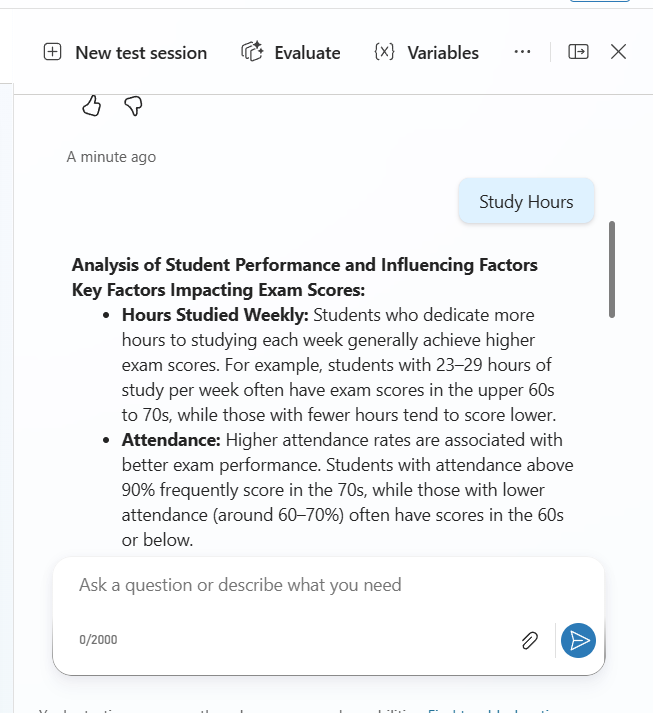 New test session Evaluate Variables
A minute ago
Study Hours
Analysis of Student Performance and Influencing Factors
Key Factors Impacting Exam Scores:
• Hours Studied Weekly: Students who dedicate more
hours to studying each week generally achieve higher
exam scores. For example, students with 23–29 hours of
study per week often have exam scores in the upper 60s
to 70s, while those with fewer hours tend to score lower.
• Attendance: Higher attendance rates are associated with
better exam performance. Students with attendance above
90% frequently score in the 70s, while those with lower
attendance (around 60–70%) often have scores in the 60s
or below.
Ask a question or describe what you need
0/2000